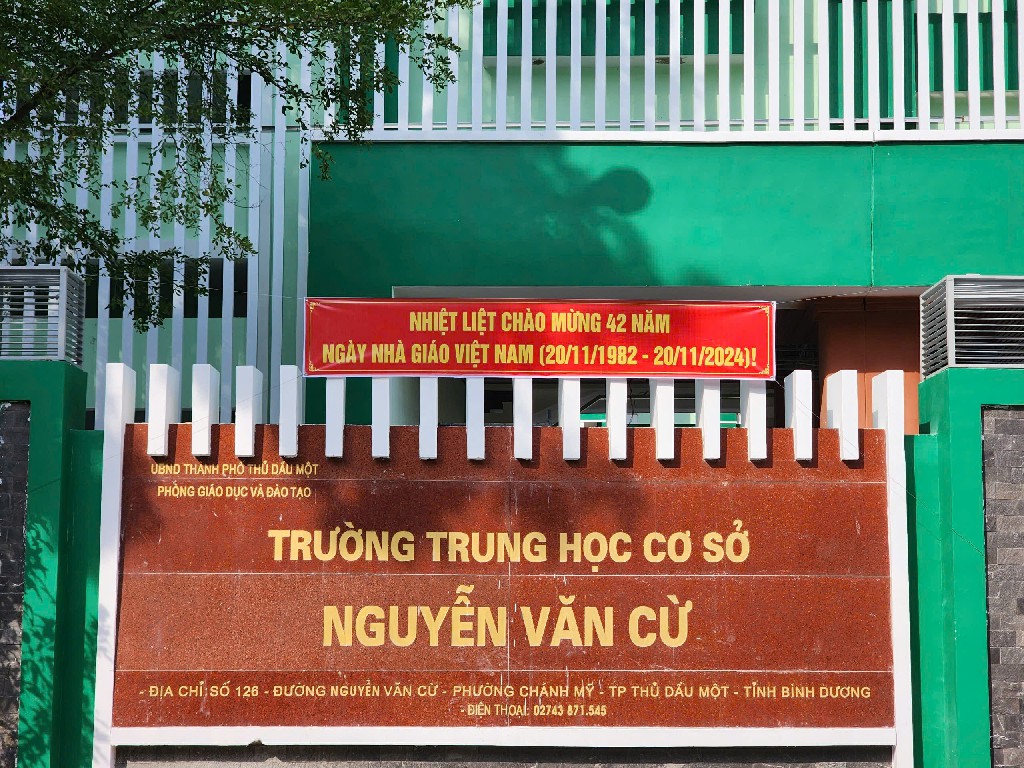 NHIỆT LIỆT CHÀO MỪNG 42 NĂM
NGÀY NHÀ GIÁO VIỆT NAM (20/11/1982 - 20/11/2024)!
UBND THÀNH PHỐ THỦ DẦU MỘT
PHÒNG GIÁO DỤC VÀ ĐÀO TẠO
TRƯỜNG TRUNG HỌC CƠ SỞ
NGUYỄN VĂN CỪ
- ĐỊA CHỈ: SỐ 126 - ĐƯỜNG NGUYỄN VĂN CỪ - PHƯỜNG CHÁNH MỸ - TP THỦ DẦU MỘT - TỈNH BÌNH DƯƠNG
- ĐIỆN THOẠI: 02743 871.545